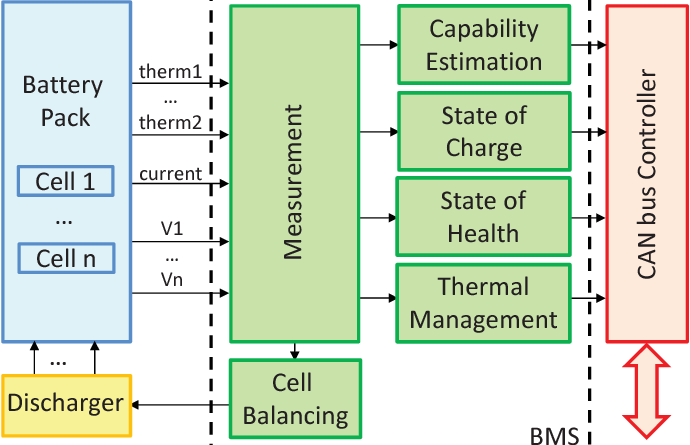 Battery
Pack
Cell 1
...
Cell n
therm1
...
therm2
current
V1
...
Vn
Measurement
Capability
Estimation
State of
Charge
State of
Health
Thermal
Management
CAN bus Controller
...
Discharger
Cell
Balancing
BMS